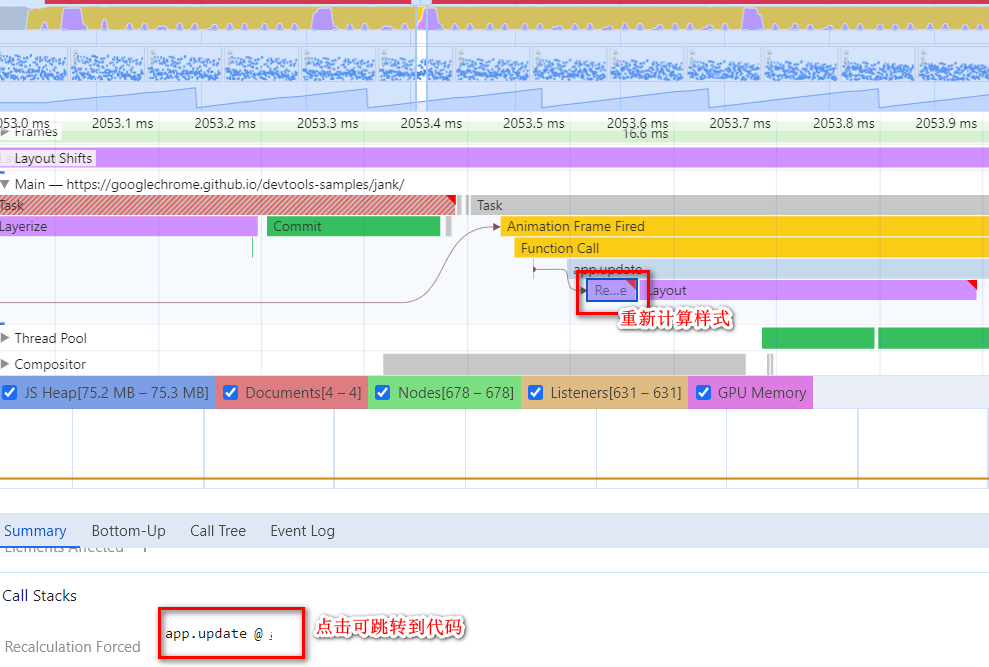 053.0 ms 2053.1 ms 2053.2 ms 2053.3 ms 2053.4 ms 2053.5 ms 2053.6 ms 2053.7 ms 2053.8 ms 2053.9 ms
Frames 16.6 ms
Layout Shifts
Main — https://googlechrome.github.io/devtools-samples/jank/
Task Task
Layerize Commit Animation Frame Fired
Function Call
app.update
Re...e Layout
重新计算样式
Thread Pool
Compositor
JS Heap[75.2 MB – 75.3 MB] Documents[4 – 4] Nodes[678 – 678] Listeners[631 – 631] GPU Memory
Summary Bottom-Up Call Tree Event Log
Elements Affected 1
Call Stacks
app.update @ 点击可跳转到代码
Recalculation Forced